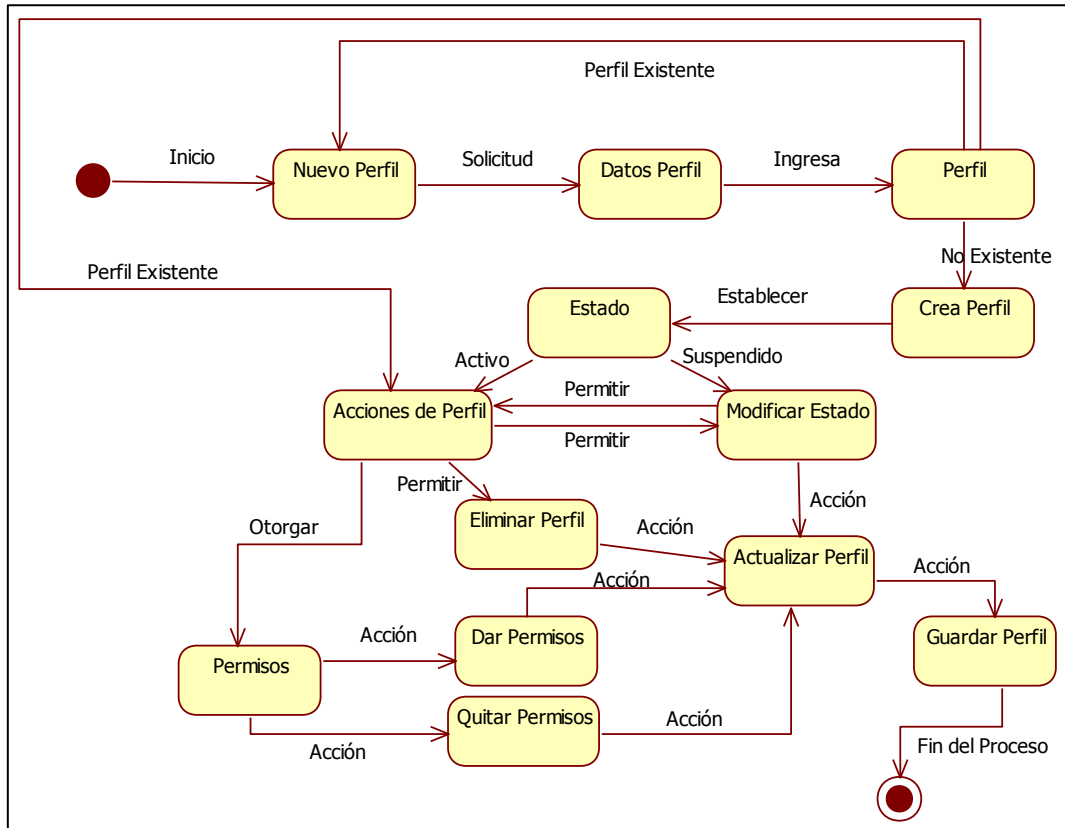 Perfil Existente
Inicio
Nuevo Perfil
Solicitud
Datos Perfil
Ingresa
Perfil
No Existente
Perfil Existente
Estado
Establecer
Crea Perfil
Activo
Suspendido
Acciones de Perfil
Permitir
Permitir
Modificar Estado
Permitir
Eliminar Perfil
Acción
Acción
Otorgar
Actualizar Perfil
Acción
Acción
Permisos
Acción
Dar Permisos
Guardar Perfil
Acción
Quitar Permisos
Acción
Fin del Proceso